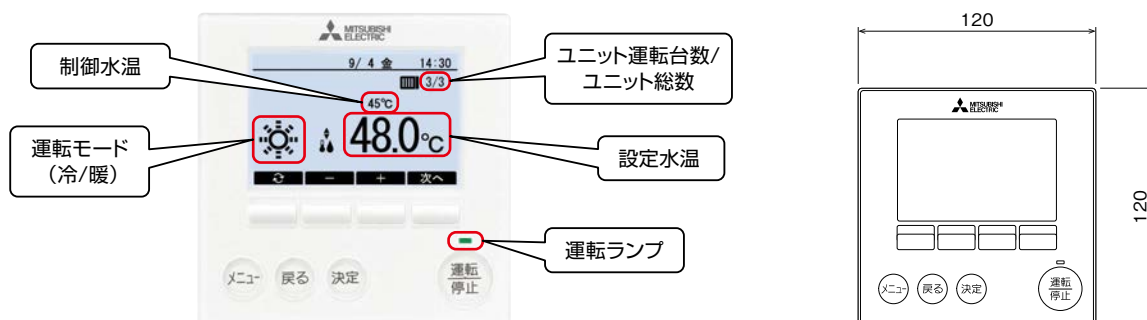 MITSUBISHI
ELECTRIC
9/ 4 金 14:30
3/3
45℃
48.0℃
− + 次へ
メニュー 戻る 決定
運転
停止
制御水温
運転モード
(冷/暖)
ユニット運転台数/
ユニット総数
設定水温
運転ランプ
120
120
MITSUBISHI
ELECTRIC
メニュー 戻る 決定
運転
停止